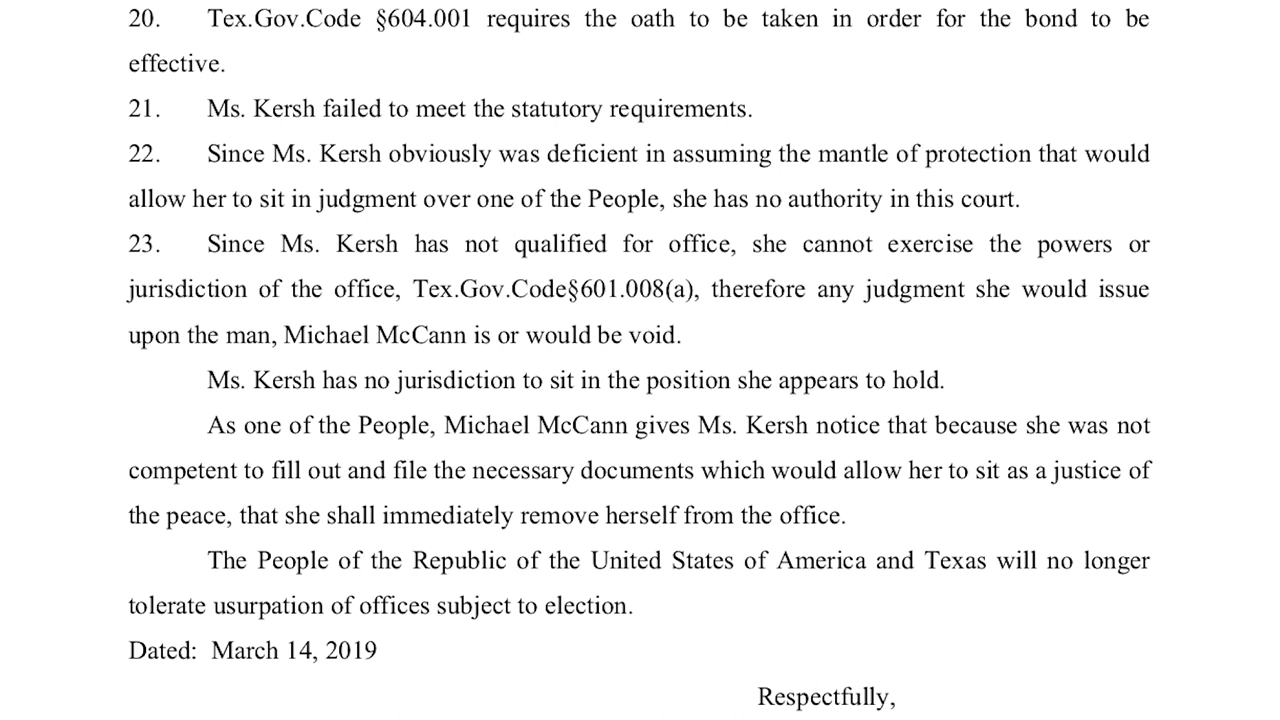 20. Tex.Gov.Code §604.001 requires the oath to be taken in order for the bond to be
effective.
21. Ms. Kersh failed to meet the statutory requirements.
22. Since Ms. Kersh obviously was deficient in assuming the mantle of protection that would
allow her to sit in judgment over one of the People, she has no authority in this court.
23. Since Ms. Kersh has not qualified for office, she cannot exercise the powers or
jurisdiction of the office, Tex.Gov.Code§601.008(a), therefore any judgment she would issue
upon the man, Michael McCann is or would be void.
Ms. Kersh has no jurisdiction to sit in the position she appears to hold.
As one of the People, Michael McCann gives Ms. Kersh notice that because she was not
competent to fill out and file the necessary documents which would allow her to sit as a justice of
the peace, that she shall immediately remove herself from the office.
The People of the Republic of the United States of America and Texas will no longer
tolerate usurpation of offices subject to election.
Dated: March 14, 2019
Respectfully,